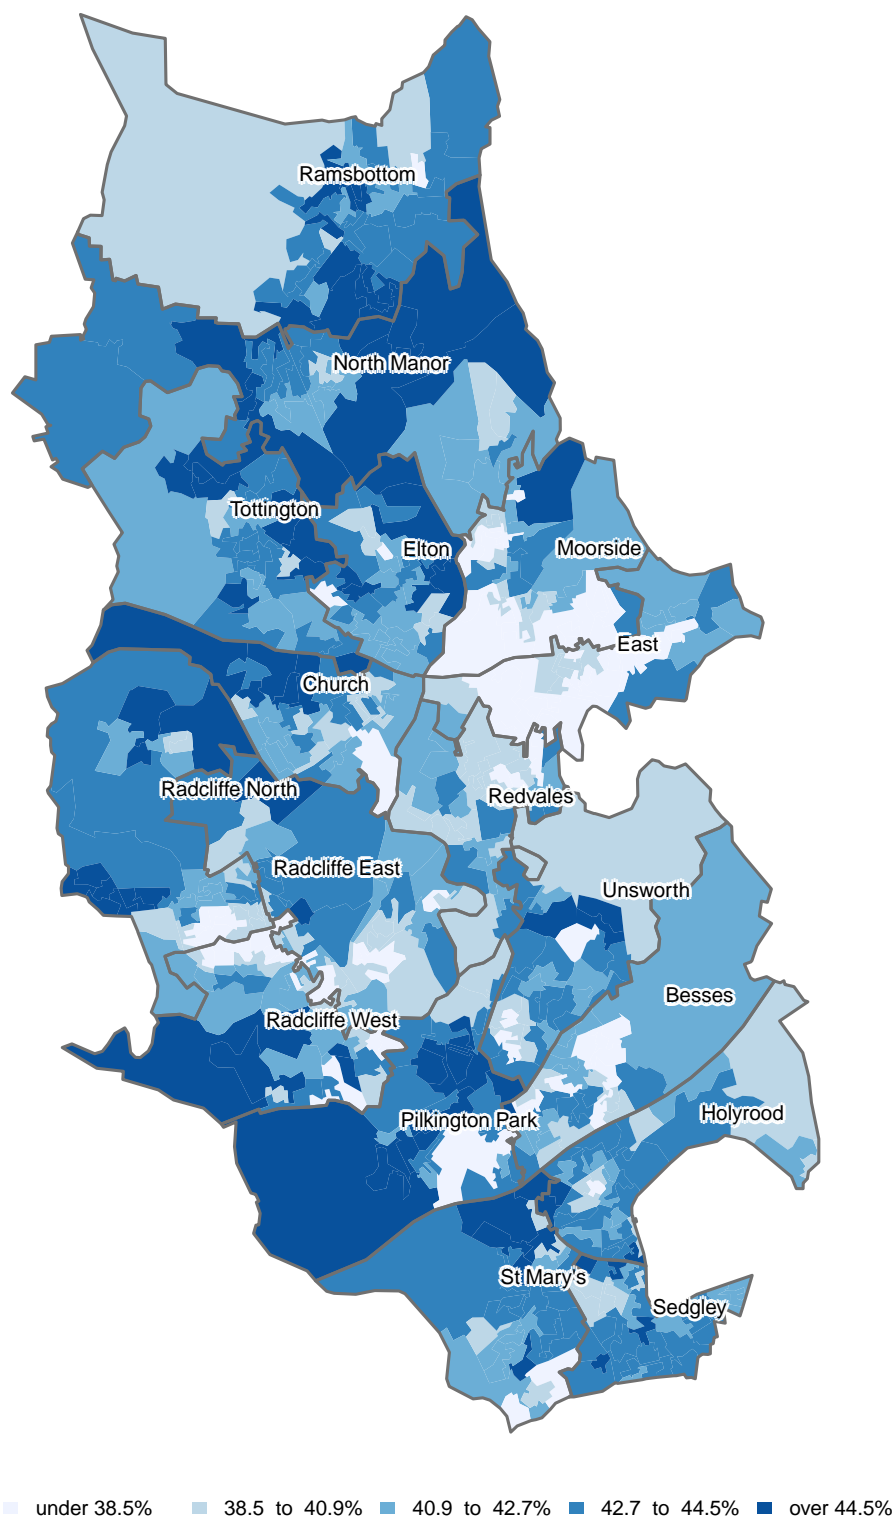 Ramsbottom
North Manor
Tottington
Elton
Moorside
East
Church
Radcliffe North
Redvales
Radcliffe East
Unsworth
Besses
Radcliffe West
Holyrood
Pilkington Park
St Mary's
Sedgley
under 38.5% 38.5 to 40.9% 40.9 to 42.7% 42.7 to 44.5% over 44.5%